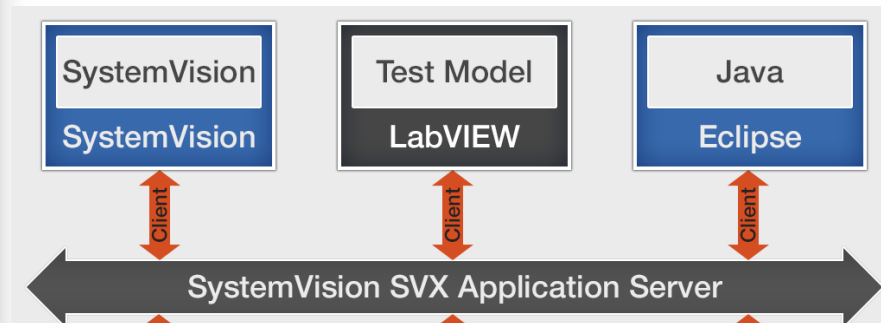 SystemVision
SystemVision
Test Model
LabVIEW
Java
Eclipse
Client
Client
Client
SystemVision SVX Application Server